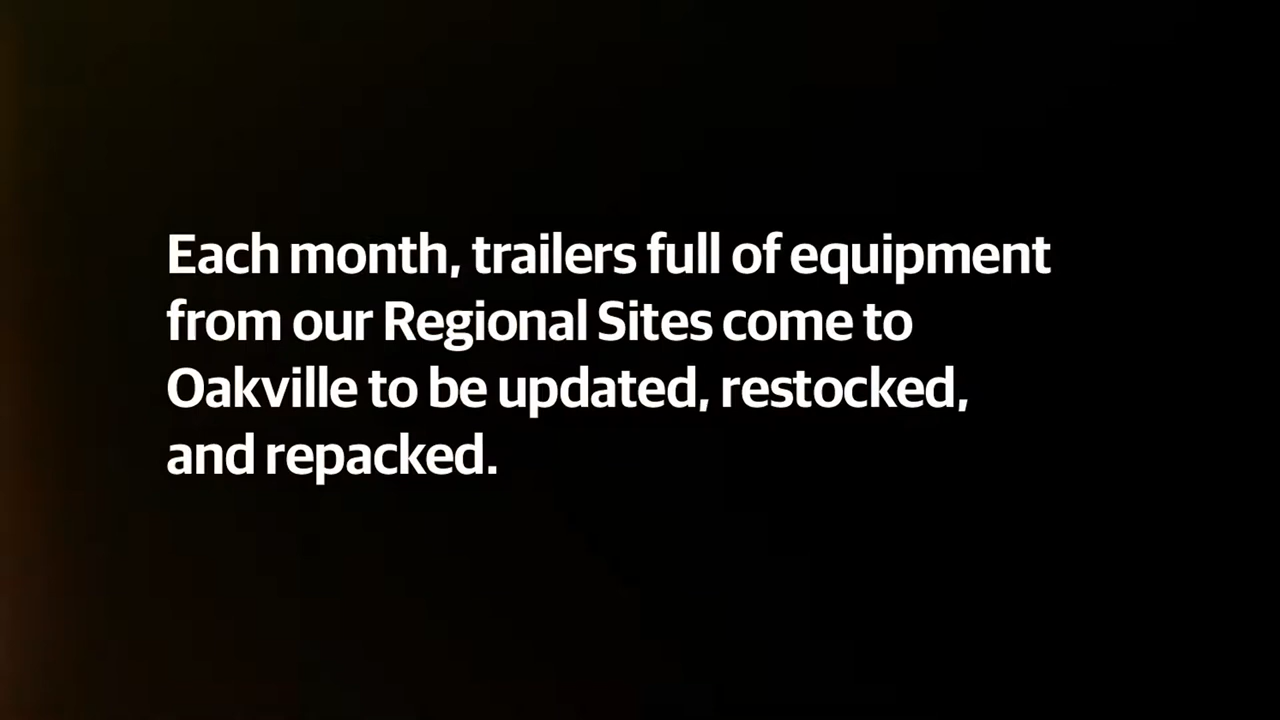 Each month, trailers full of equipment
from our Regional Sites come to
Oakville to be updated, restocked,
and repacked.